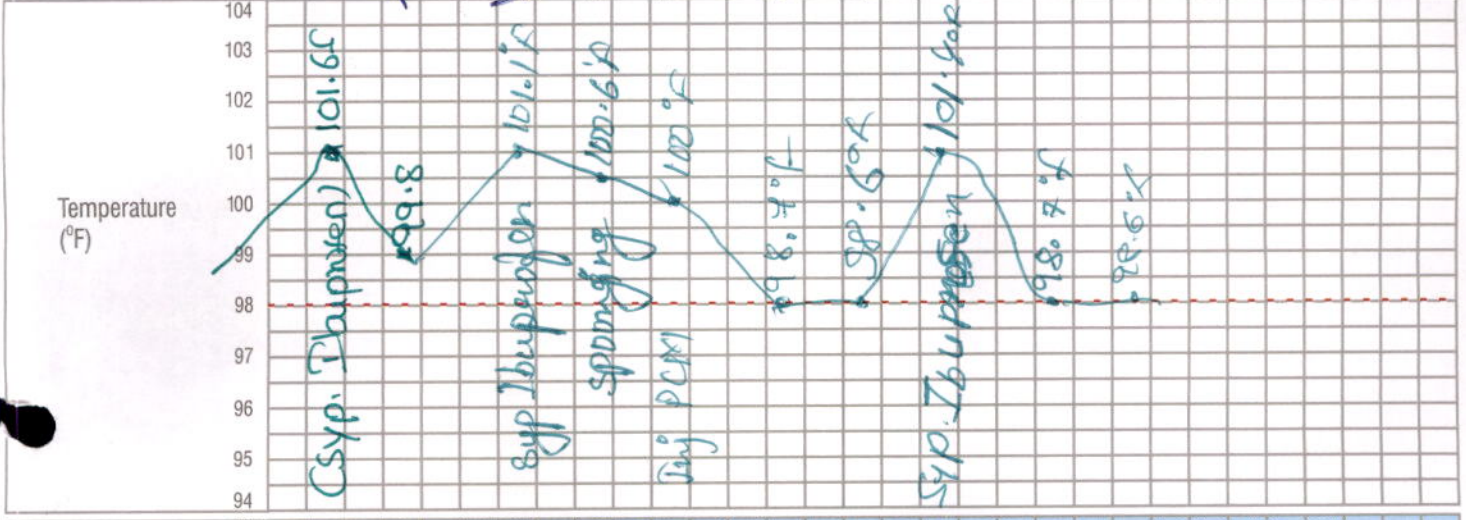 104
103
102
101
100
99
98
97
96
95
94
Temperature
(°F)
(Syp. Ibuprofen) 101.6F
99.8
Syp Ibuprofen 101.1°F
Sponging 100.6°F
Inj PCM 100°F
98.7°F
98.6°F
Syp. Ibuprofen 101.4°F
98.7°F
98.6°F